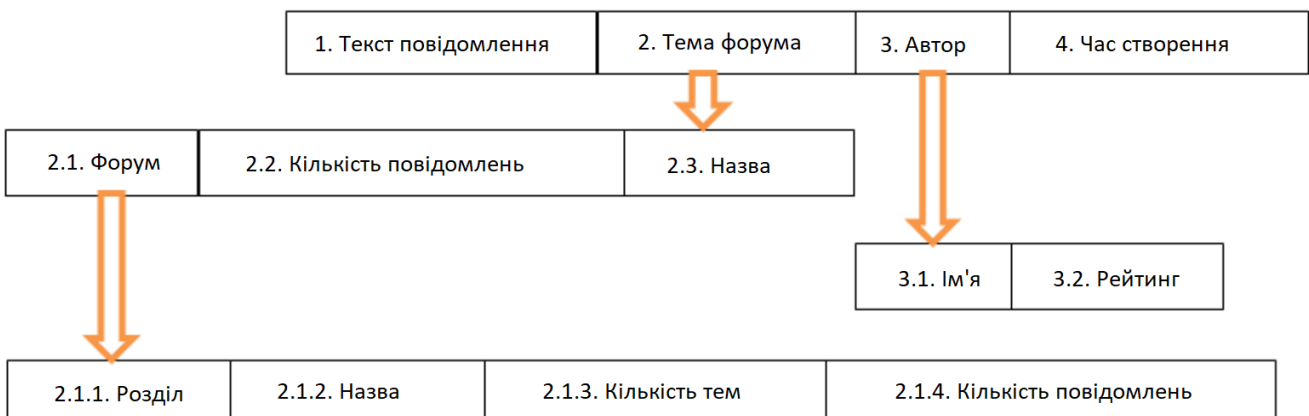 1. Текст повідомлення 2. Тема форума 3. Автор 4. Час створення
2.1. Форум 2.2. Кількість повідомлень 2.3. Назва
3.1. Ім'я 3.2. Рейтинг
2.1.1. Розділ 2.1.2. Назва 2.1.3. Кількість тем 2.1.4. Кількість повідомлень